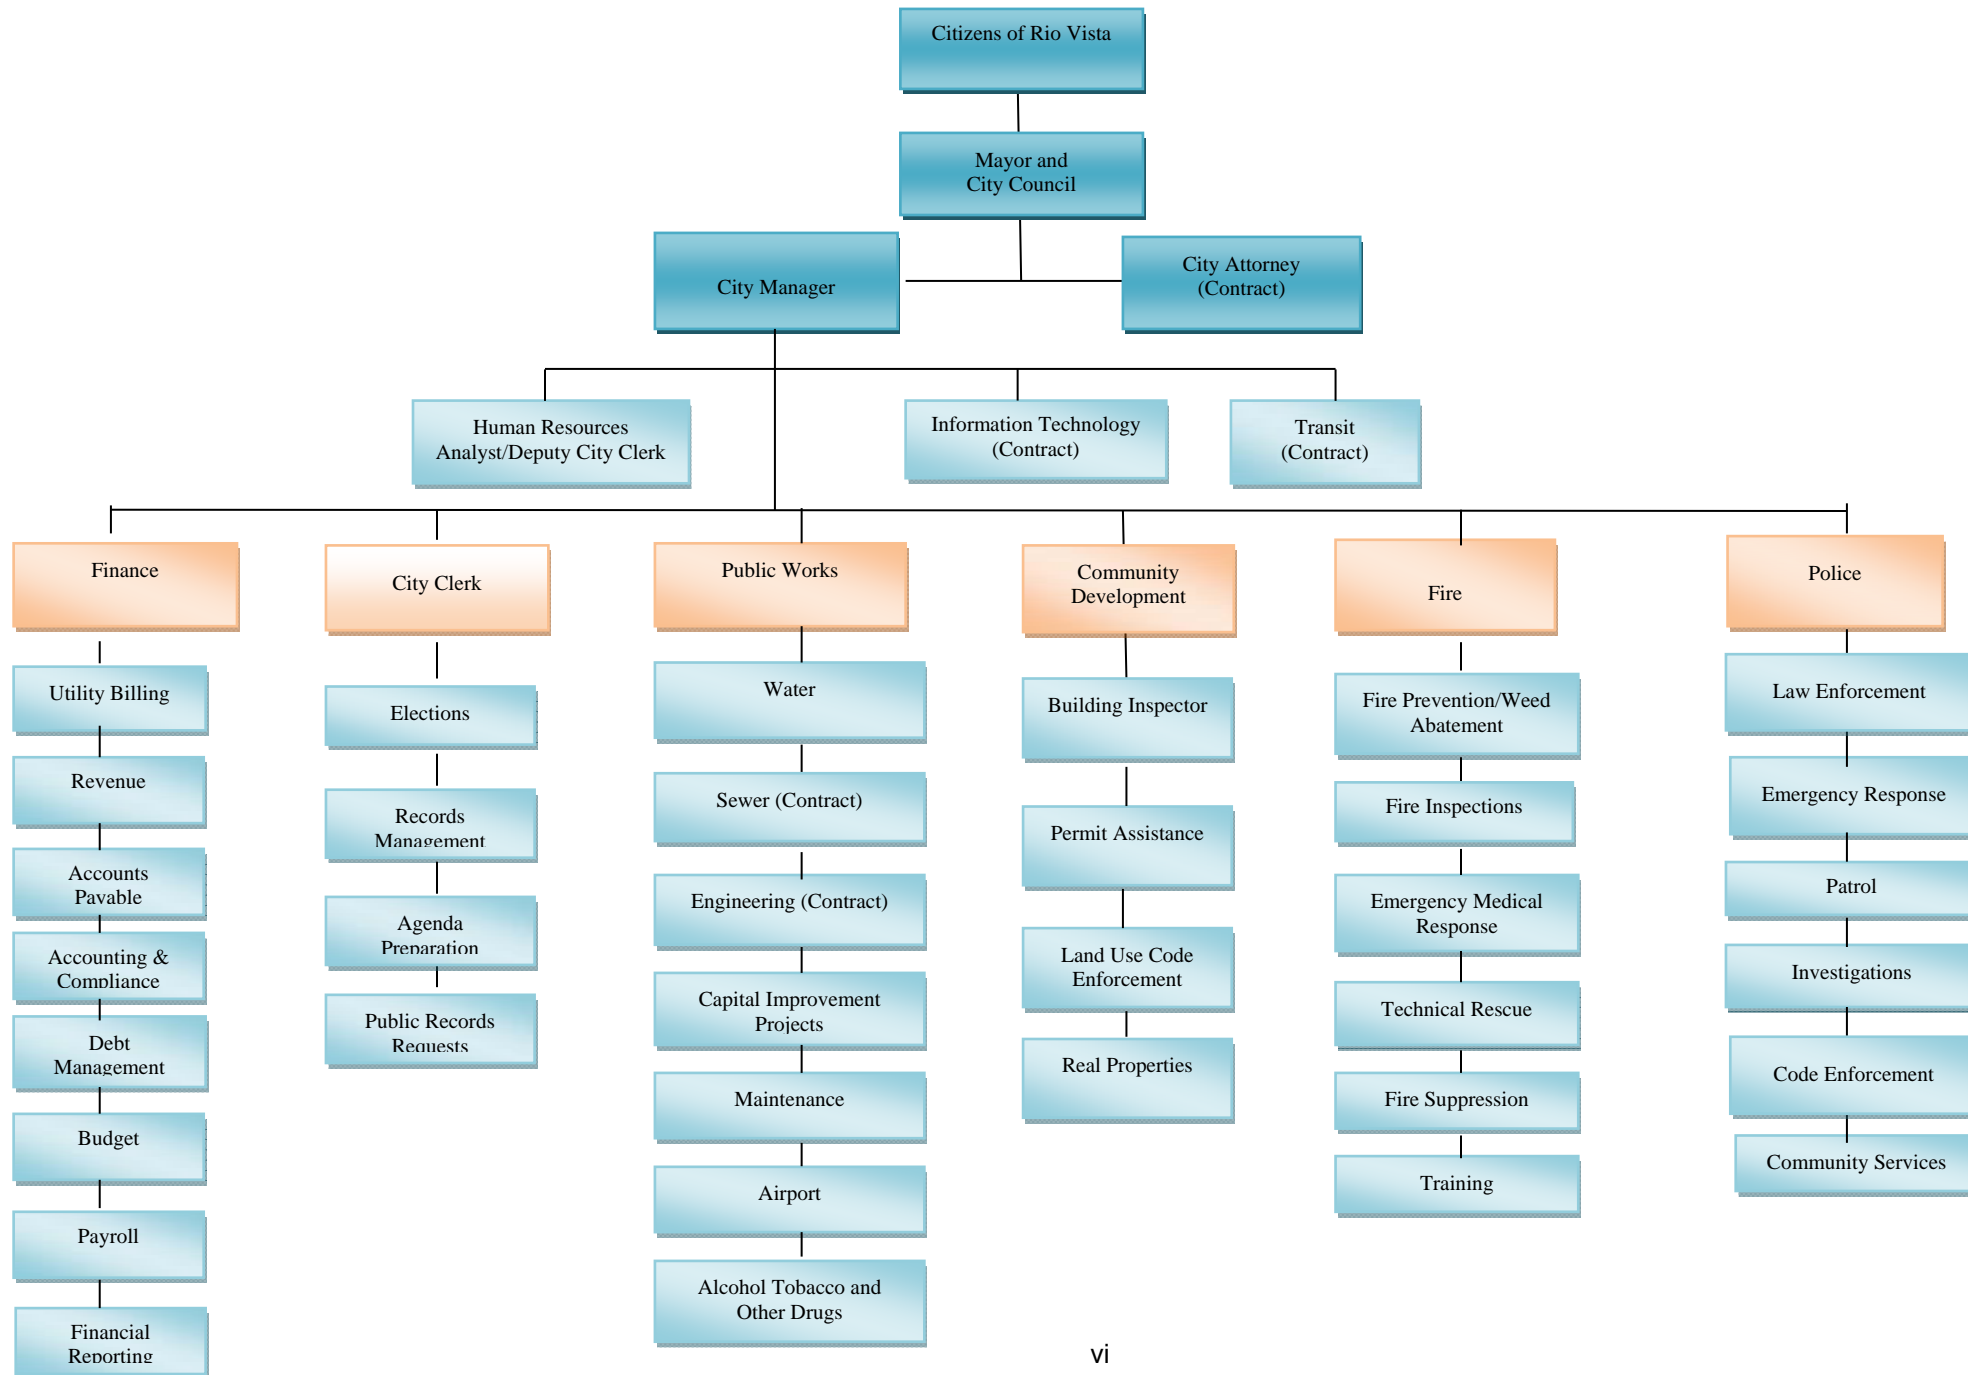 Citizens of Rio Vista
Mayor and
City Council
City Manager
City Attorney
(Contract)
Human Resources
Analyst/Deputy City Clerk
Information Technology
(Contract)
Transit
(Contract)
Finance
City Clerk
Public Works
Community
Development
Fire
Police
Utility Billing
Revenue
Accounts
Payable
Accounting &
Compliance
Debt
Management
Budget
Payroll
Financial
Reporting
Elections
Records
Management
Agenda
Preparation
Public Records
Requests
Water
Sewer (Contract)
Engineering (Contract)
Capital Improvement
Projects
Maintenance
Airport
Alcohol Tobacco and
Other Drugs
Building Inspector
Permit Assistance
Land Use Code
Enforcement
Real Properties
Fire Prevention/Weed
Abatement
Fire Inspections
Emergency Medical
Response
Technical Rescue
Fire Suppression
Training
Law Enforcement
Emergency Response
Patrol
Investigations
Code Enforcement
Community Services
vi